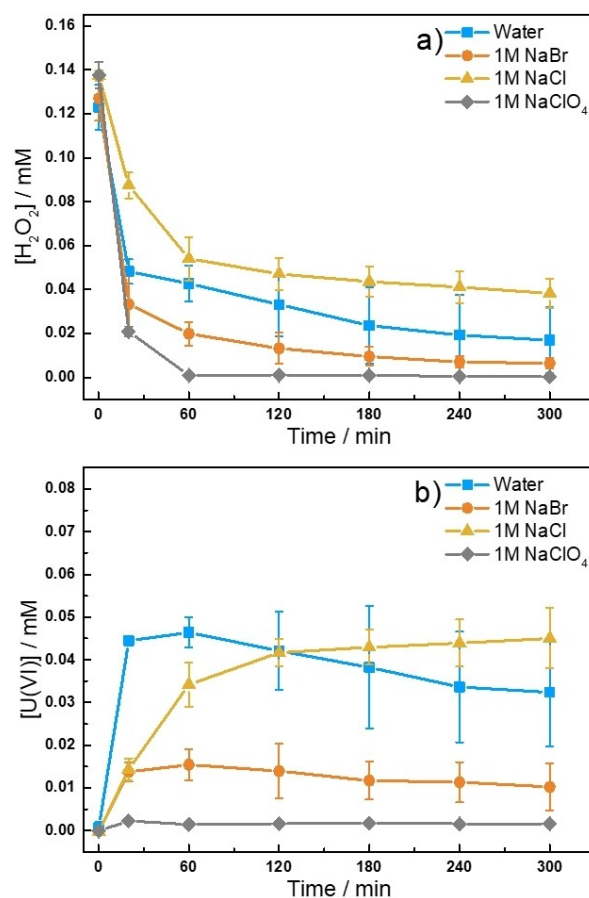 a)
Water
1M NaBr
1M NaCl
1M NaClO₄
[H₂O₂] / mM
0.16
0.14
0.12
0.10
0.08
0.06
0.04
0.02
0.00
0 60 120 180 240 300
Time / min
b)
Water
1M NaBr
1M NaCl
1M NaClO₄
[U(VI)] / mM
0.08
0.07
0.06
0.05
0.04
0.03
0.02
0.01
0.00
0 60 120 180 240 300
Time / min